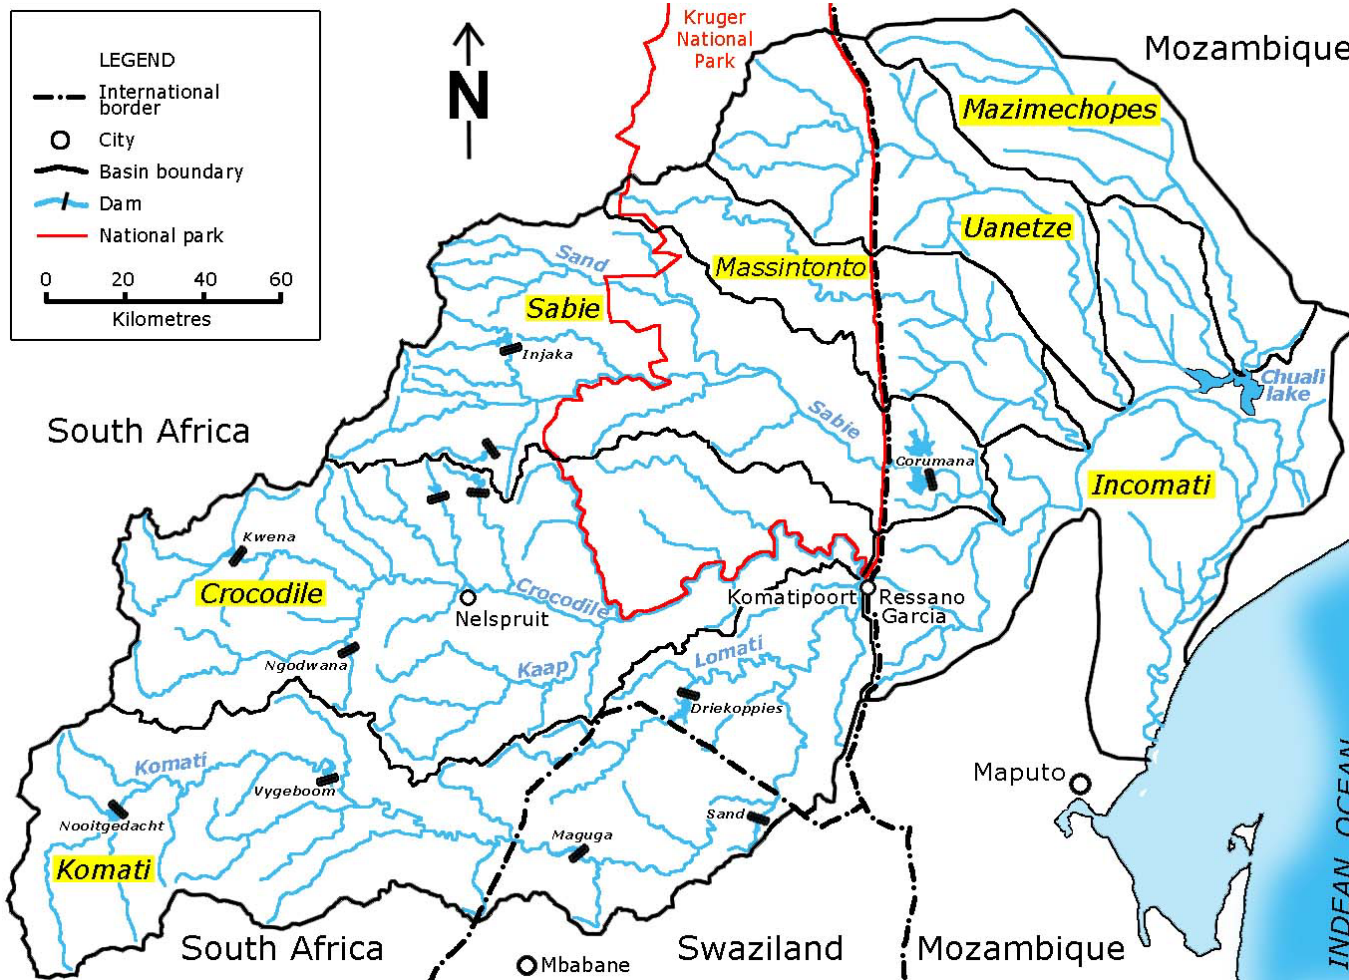 LEGEND
International
border
City
Basin boundary
Dam
National park
0 20 40 60
Kilometres
N
Kruger
National
Park
Mozambique
Mazimechopes
Uanetze
Massintonto
Sand
Sabie
Injaka
Sabie
Chuali
lake
South Africa
Corumana
Incomati
Kwena
Crocodile
Crocodile
Nelspruit
Komatipoort
Ressano
Garcia
Ngodwana
Kaap
Lomati
Driekoppies
Komati
Vygeboom
Nooitgedacht
Komati
Maguga
Sand
Maputo
South Africa
Swaziland
Mozambique
Mbabane
INDEAN OCEAN